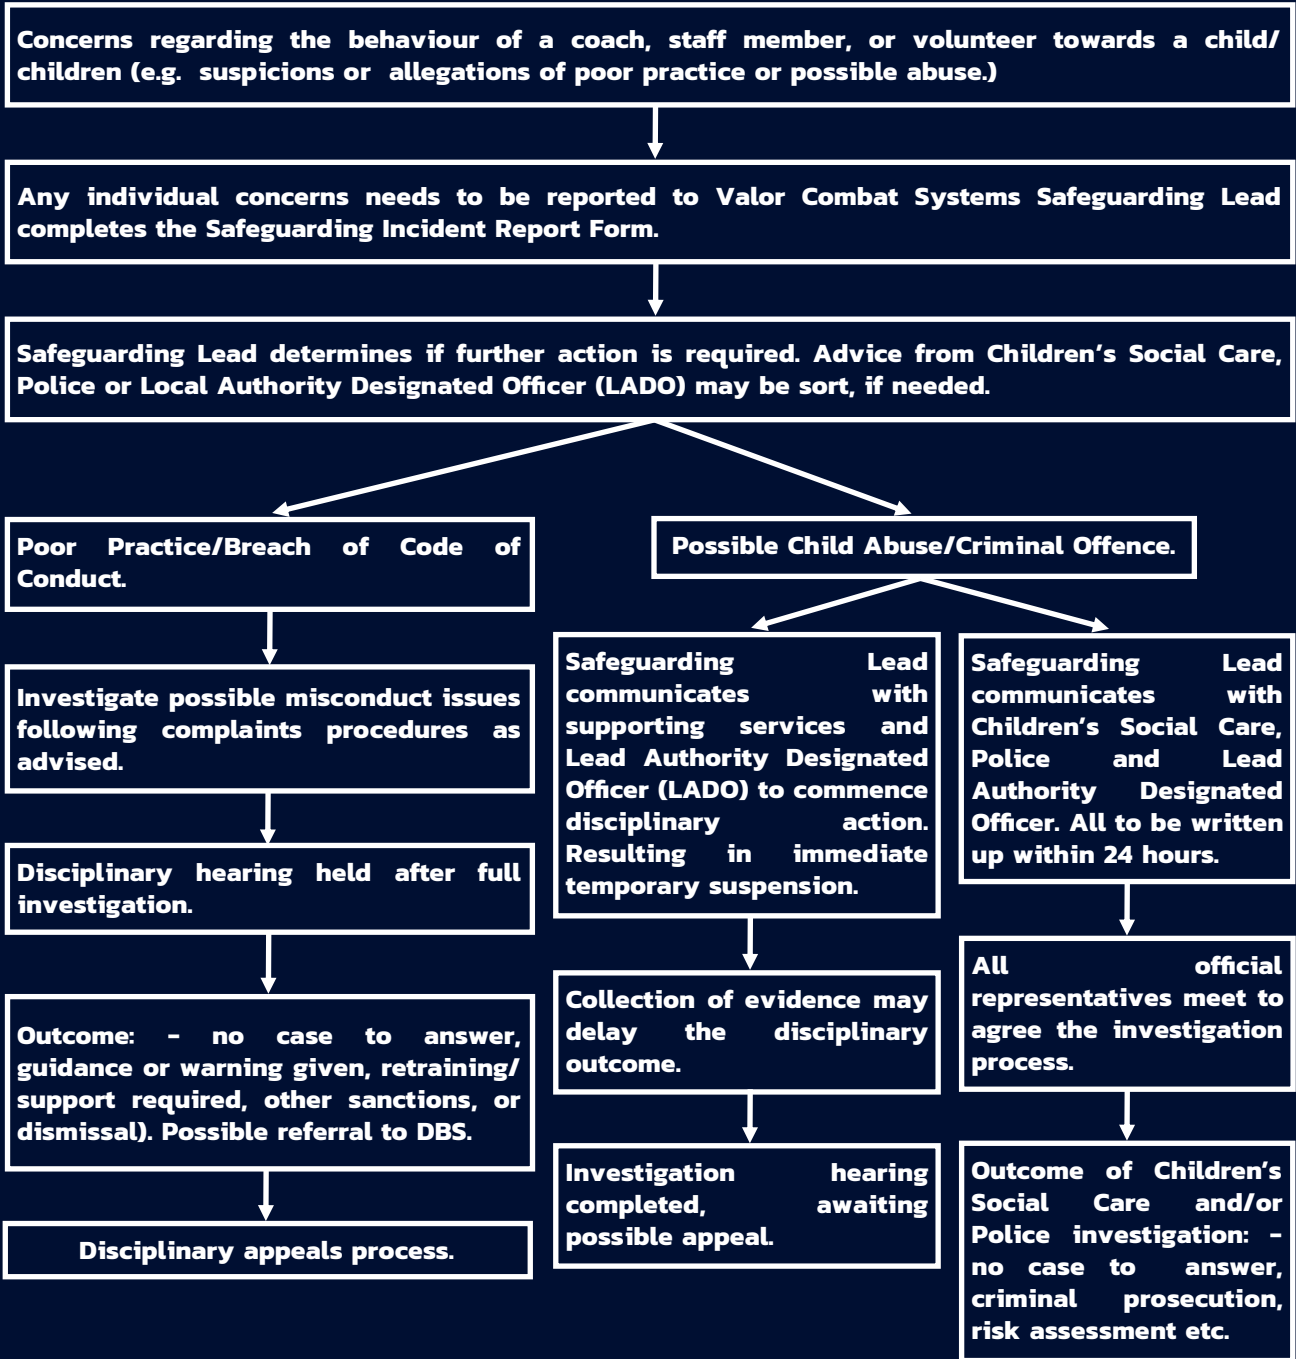 Concerns regarding the behaviour of a coach, staff member, or volunteer towards a child/
children (e.g. suspicions or allegations of poor practice or possible abuse.)
Any individual concerns needs to be reported to Valor Combat Systems Safeguarding Lead
completes the Safeguarding Incident Report Form.
Safeguarding Lead determines if further action is required. Advice from Children's Social Care,
Police or Local Authority Designated Officer (LADO) may be sort, if needed.
Poor Practice/Breach of Code of
Conduct.
Investigate possible misconduct issues
following complaints procedures as
advised.
Disciplinary hearing held after full
investigation.
Outcome: - no case to answer,
guidance or warning given, retraining/
support required, other sanctions, or
dismissal). Possible referral to DBS.
Disciplinary appeals process.
Possible Child Abuse/Criminal Offence.
Safeguarding Lead
communicates with
supporting services and
Lead Authority Designated
Officer (LADO) to commence
disciplinary action.
Resulting in immediate
temporary suspension.
Collection of evidence may
delay the disciplinary
outcome.
Investigation hearing
completed, awaiting
possible appeal.
Safeguarding Lead
communicates with
Children's Social Care,
Police and Lead
Authority Designated
Officer. All to be written
up within 24 hours.
All official
representatives meet to
agree the investigation
process.
Outcome of Children's
Social Care and/or
Police investigation: -
no case to answer,
criminal prosecution,
risk assessment etc.